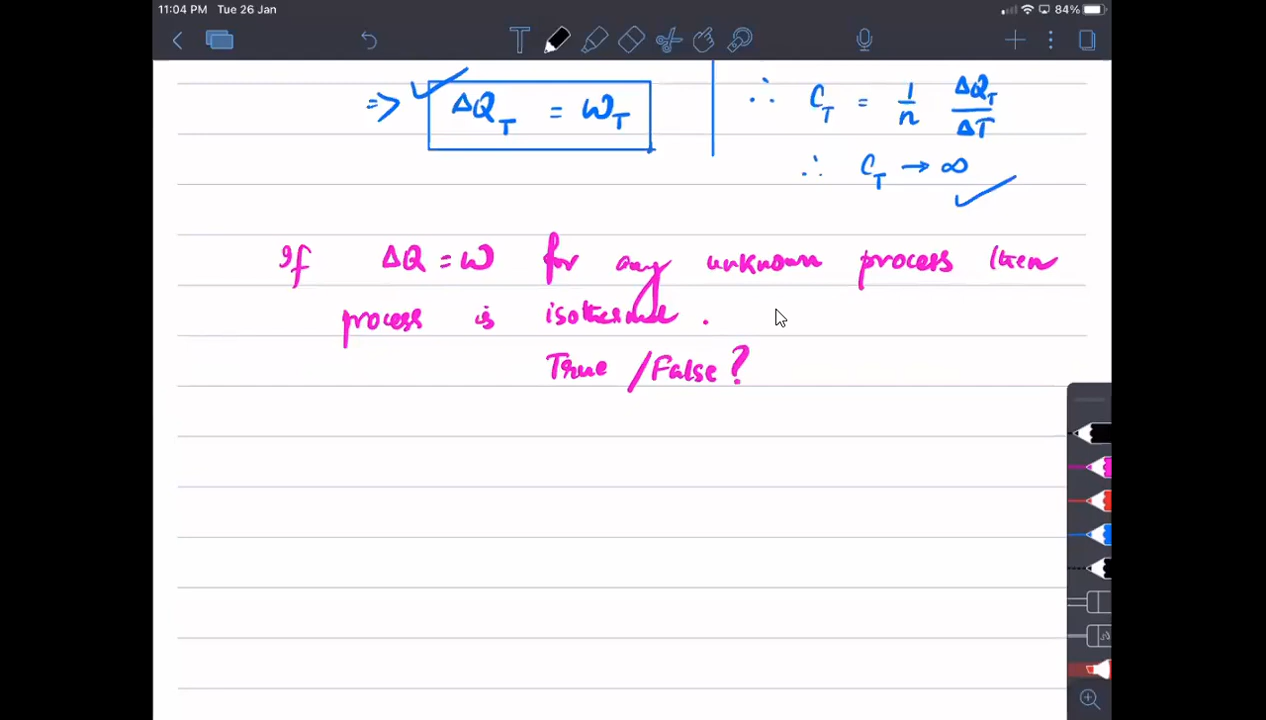 11:04 PM Tue 26 Jan 84%
=> ΔQ_T = W_T
∴ C_T = 1/n ΔQ_T/ΔT
∴ C_T → ∞
If ΔQ = W for any unknown process then
process is isothermal.
True / False?